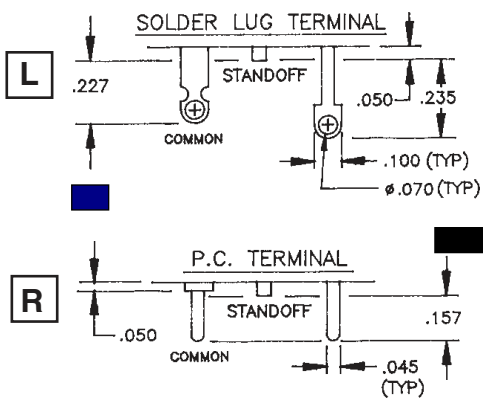 SOLDER LUG TERMINAL
L
.227
STANDOFF
.050
.235
COMMON
.100 (TYP)
ø.070 (TYP)
P.C. TERMINAL
R
.050
STANDOFF
.157
COMMON
.045
(TYP)